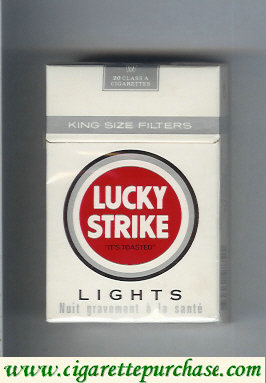 20 CLASS A
CIGARETTES
KING SIZE FILTERS
LUCKY
STRIKE
"IT'S TOASTED"
LIGHTS
Nuit gravement à la santé
www.cigarettepurchase.com